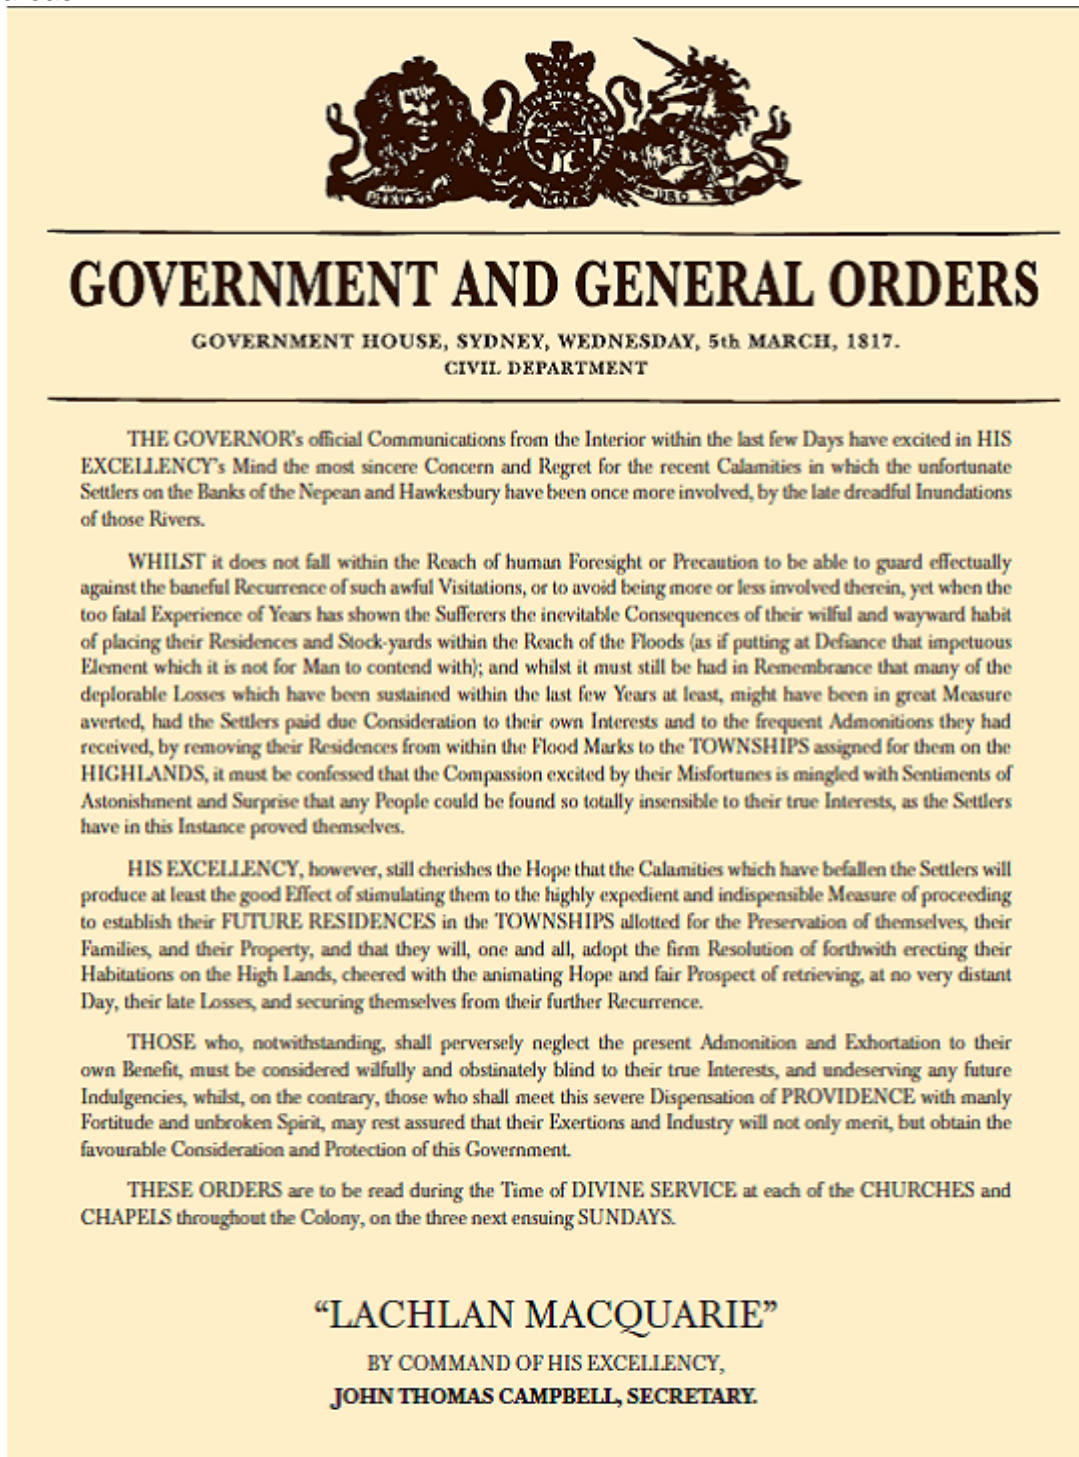 GOVERNMENT AND GENERAL ORDERS
GOVERNMENT HOUSE, SYDNEY, WEDNESDAY, 5th MARCH, 1817.
CIVIL DEPARTMENT
THE GOVERNOR's official Communications from the Interior within the last few Days have excited in HIS
EXCELLENCY's Mind the most sincere Concern and Regret for the recent Calamities in which the unfortunate
Settlers on the Banks of the Nepean and Hawkesbury have been once more involved, by the late dreadful Inundations
of those Rivers.
WHILST it does not fall within the Reach of human Foresight or Precaution to be able to guard effectually
against the baneful Recurrence of such awful Visitations, or to avoid being more or less involved therein, yet when the
too fatal Experience of Years has shown the Sufferers the inevitable Consequences of their wilful and wayward habit
of placing their Residences and Stock-yards within the Reach of the Floods (as if putting at Defiance that impetuous
Element which it is not for Man to contend with); and whilst it must still be had in Remembrance that many of the
deplorable Losses which have been sustained within the last few Years at least, might have been in great Measure
averted, had the Settlers paid due Consideration to their own Interests and to the frequent Admonitions they had
received, by removing their Residences from within the Flood Marks to the TOWNSHIPS assigned for them on the
HIGHLANDS, it must be confessed that the Compassion excited by their Misfortunes is mingled with Sentiments of
Astonishment and Surprise that any People could be found so totally insensible to their true Interests, as the Settlers
have in this Instance proved themselves.
HIS EXCELLENCY, however, still cherishes the Hope that the Calamities which have befallen the Settlers will
produce at least the good Effect of stimulating them to the highly expedient and indispensible Measure of proceeding
to establish their FUTURE RESIDENCES in the TOWNSHIPS allotted for the Preservation of themselves, their
Families, and their Property, and that they will, one and all, adopt the firm Resolution of forthwith erecting their
Habitations on the High Lands, cheered with the animating Hope and fair Prospect of retrieving, at no very distant
Day, their late Losses, and securing themselves from their further Recurrence.
THOSE who, notwithstanding, shall perversely neglect the present Admonition and Exhortation to their
own Benefit, must be considered wilfully and obstinately blind to their true Interests, and undeserving any future
Indulgencies, whilst, on the contrary, those who shall meet this severe Dispensation of PROVIDENCE with manly
Fortitude and unbroken Spirit, may rest assured that their Exertions and Industry will not only merit, but obtain the
favourable Consideration and Protection of this Government.
THESE ORDERS are to be read during the Time of DIVINE SERVICE at each of the CHURCHES and
CHAPELS throughout the Colony, on the three next ensuing SUNDAYS.
“LACHLAN MACQUARIE”
BY COMMAND OF HIS EXCELLENCY,
JOHN THOMAS CAMPBELL, SECRETARY.